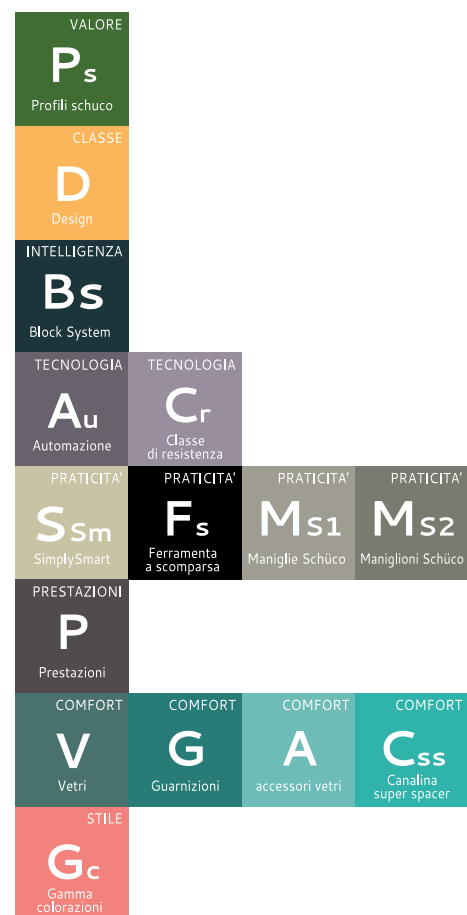 VALORE
Ps
Profili schuco
CLASSE
D
Design
INTELLIGENZA
Bs
Block System
TECNOLOGIA
Au
Automazione
TECNOLOGIA
Cr
Classe
di resistenza
PRATICITA'
SSm
SimplySmart
PRATICITA'
Fs
Ferramenta
a scomparsa
PRATICITA'
MS1
Maniglie Schüco
PRATICITA'
MS2
Maniglioni Schüco
PRESTAZIONI
P
Prestazioni
COMFORT
V
Vetri
COMFORT
G
Guarnizioni
COMFORT
A
accessori vetri
COMFORT
Css
Canalina
super spacer
STILE
Gc
Gamma
colorazioni